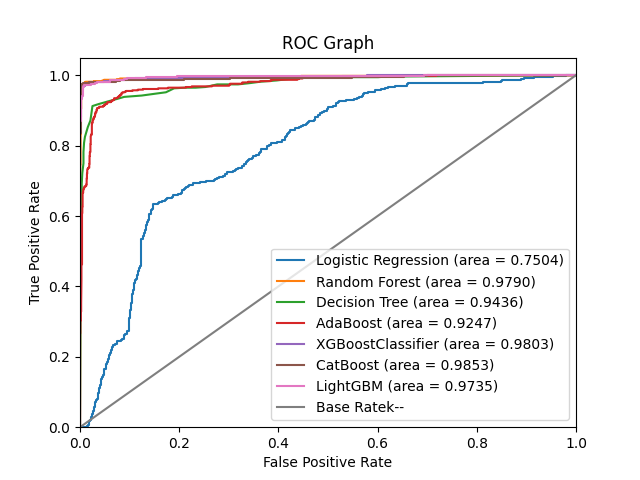 ROC Graph
True Positive Rate
1.0
0.8
0.6
0.4
0.2
0.0
Logistic Regression (area = 0.7504)
Random Forest (area = 0.9790)
Decision Tree (area = 0.9436)
AdaBoost (area = 0.9247)
XGBoostClassifier (area = 0.9803)
CatBoost (area = 0.9853)
LightGBM (area = 0.9735)
Base Ratek--
0.0 0.2 0.4 0.6 0.8 1.0
False Positive Rate